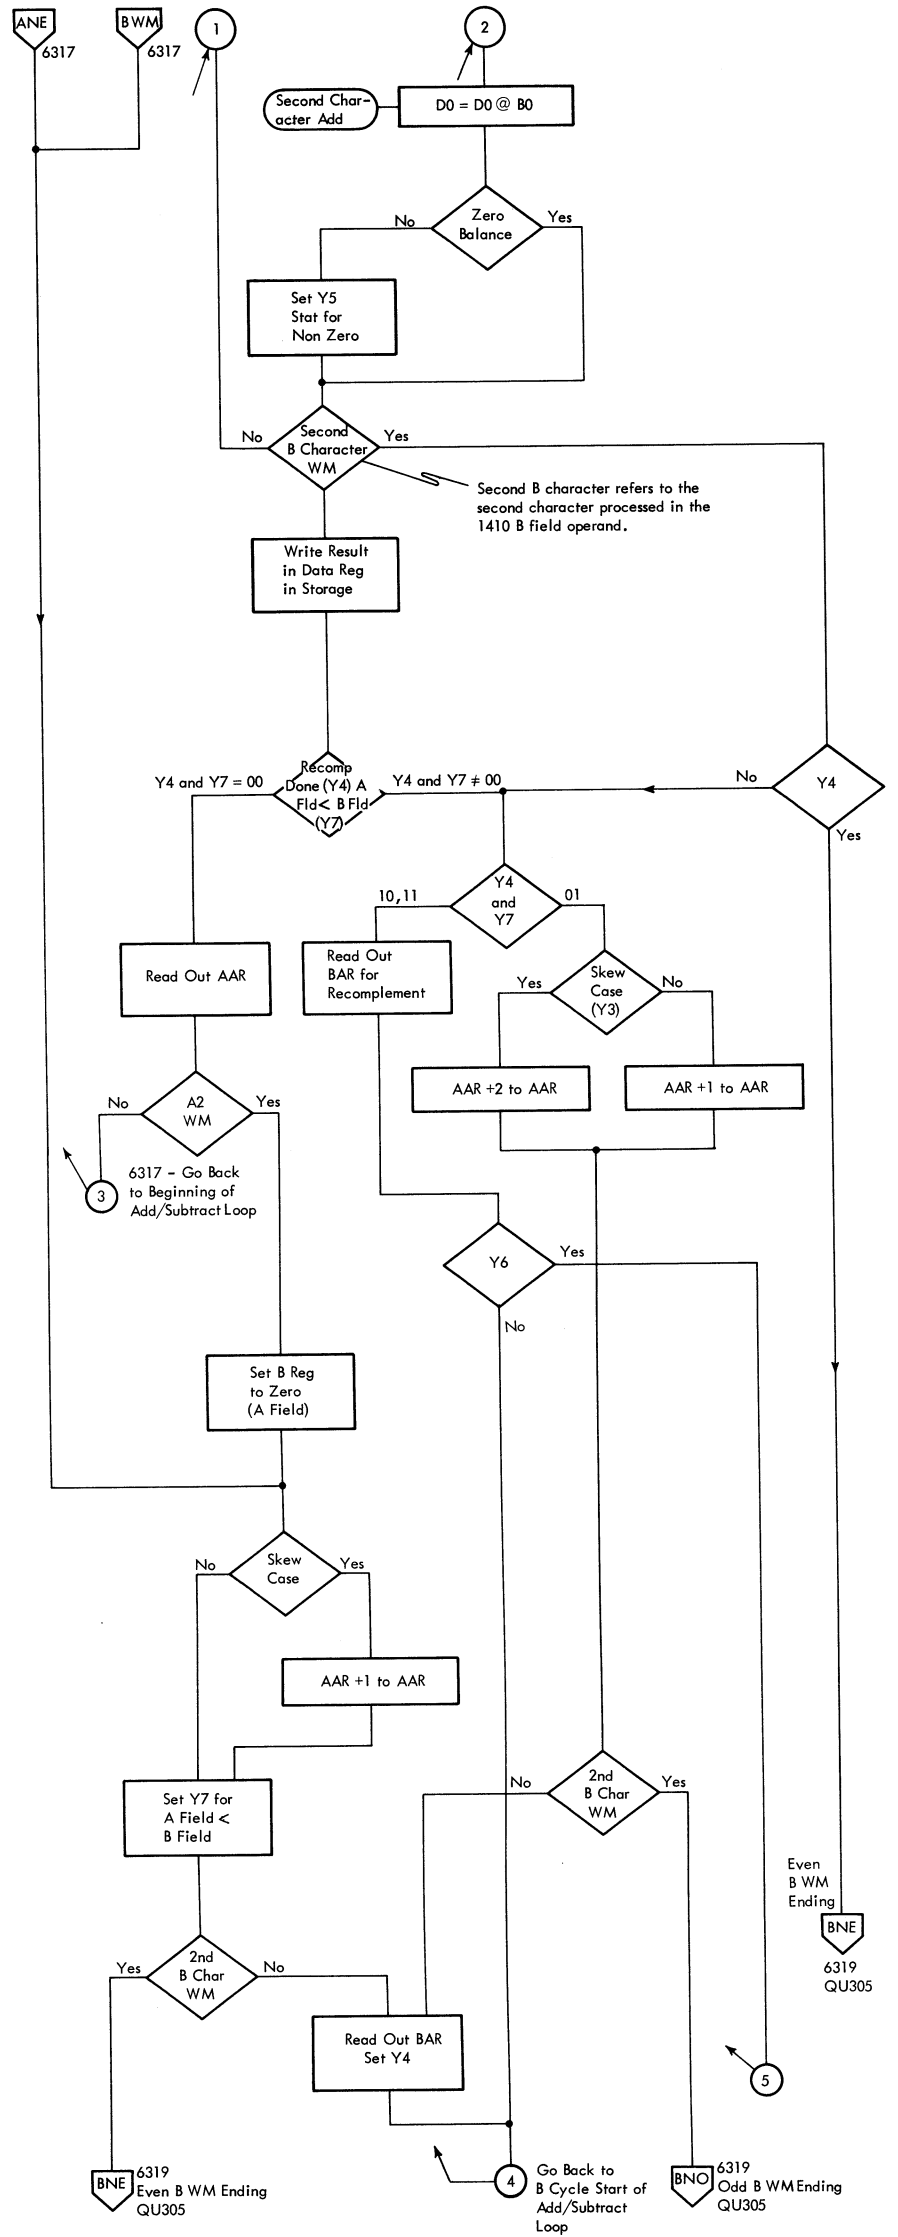 ANE
6317
BWM
6317
1
2
Second Char-
acter Add
D0 = D0 @ B0
Zero
Balance
No
Yes
Set Y5
Stat for
Non Zero
Second
B Character
WM
No
Yes
Second B character refers to the
second character processed in the
1410 B field operand.
Write Result
in Data Reg
in Storage
Recomp
Done (Y4) A
Fld < B Fld
(Y7)
Y4 and Y7 = 00
Y4 and Y7 ≠ 00
No
Y4
Yes
Y4
and
Y7
10,11
01
Read Out AAR
Read Out
BAR for
Recomplement
Skew
Case
(Y3)
Yes
No
AAR +2 to AAR
AAR +1 to AAR
A2
WM
No
Yes
3
6317 - Go Back
to Beginning of
Add/Subtract Loop
Y6
Yes
No
Set B Reg
to Zero
(A Field)
Skew
Case
No
Yes
AAR +1 to AAR
Set Y7 for
A Field <
B Field
2nd
B Char
WM
No
Yes
Even
B WM
Ending
BNE
6319
QU305
2nd
B Char
WM
Yes
No
Read Out BAR
Set Y4
5
BNE
6319
Even B WM Ending
QU305
4
Go Back to
B Cycle Start of
Add/Subtract
Loop
BNO
6319
Odd B WM Ending
QU305